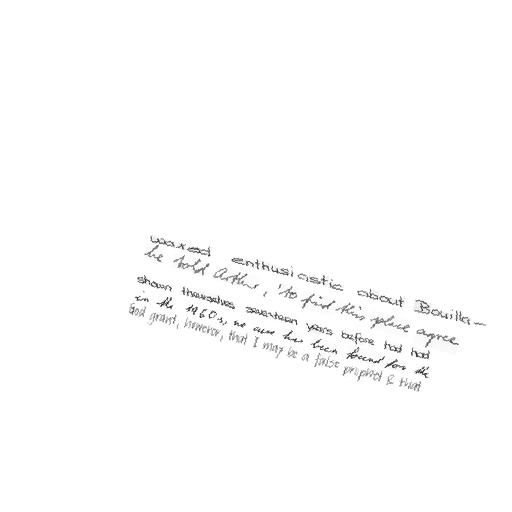 waxed enthusiastic about Bouilla-
he told Arthur, 'to find this place agree
shown themselves seventeen years before had had
in the 1960s, no cure has been found for the
God grant, however, that I may be a false prophet & that